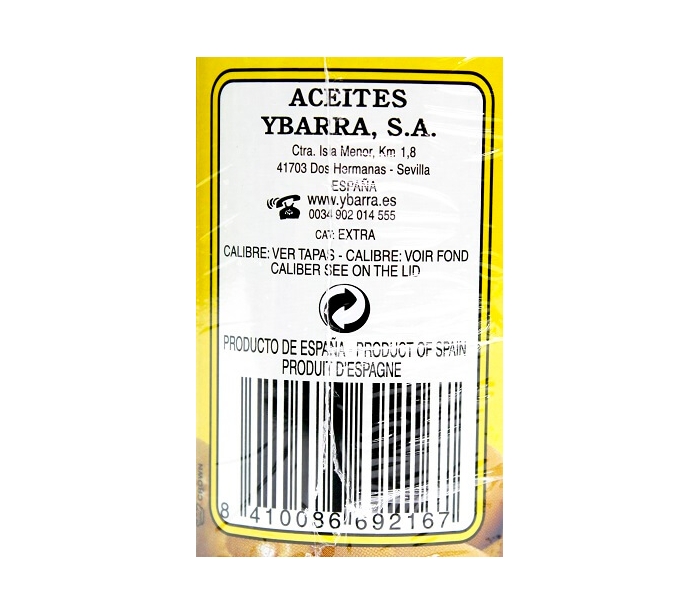 ACEITES
YBARRA, S.A.
Ctra. Isla Menor, Km 1,8
41703 Dos Hermanas - Sevilla
ESPAÑA
www.ybarra.es
0034 902 014 555
CAT: EXTRA
CALIBRE: VER TAPAS - CALIBRE: VOIR FOND
CALIBER SEE ON THE LID
PRODUCTO DE ESPAÑA - PRODUCT OF SPAIN
PRODUIT D'ESPAGNE
8 410086 692167
CROWN